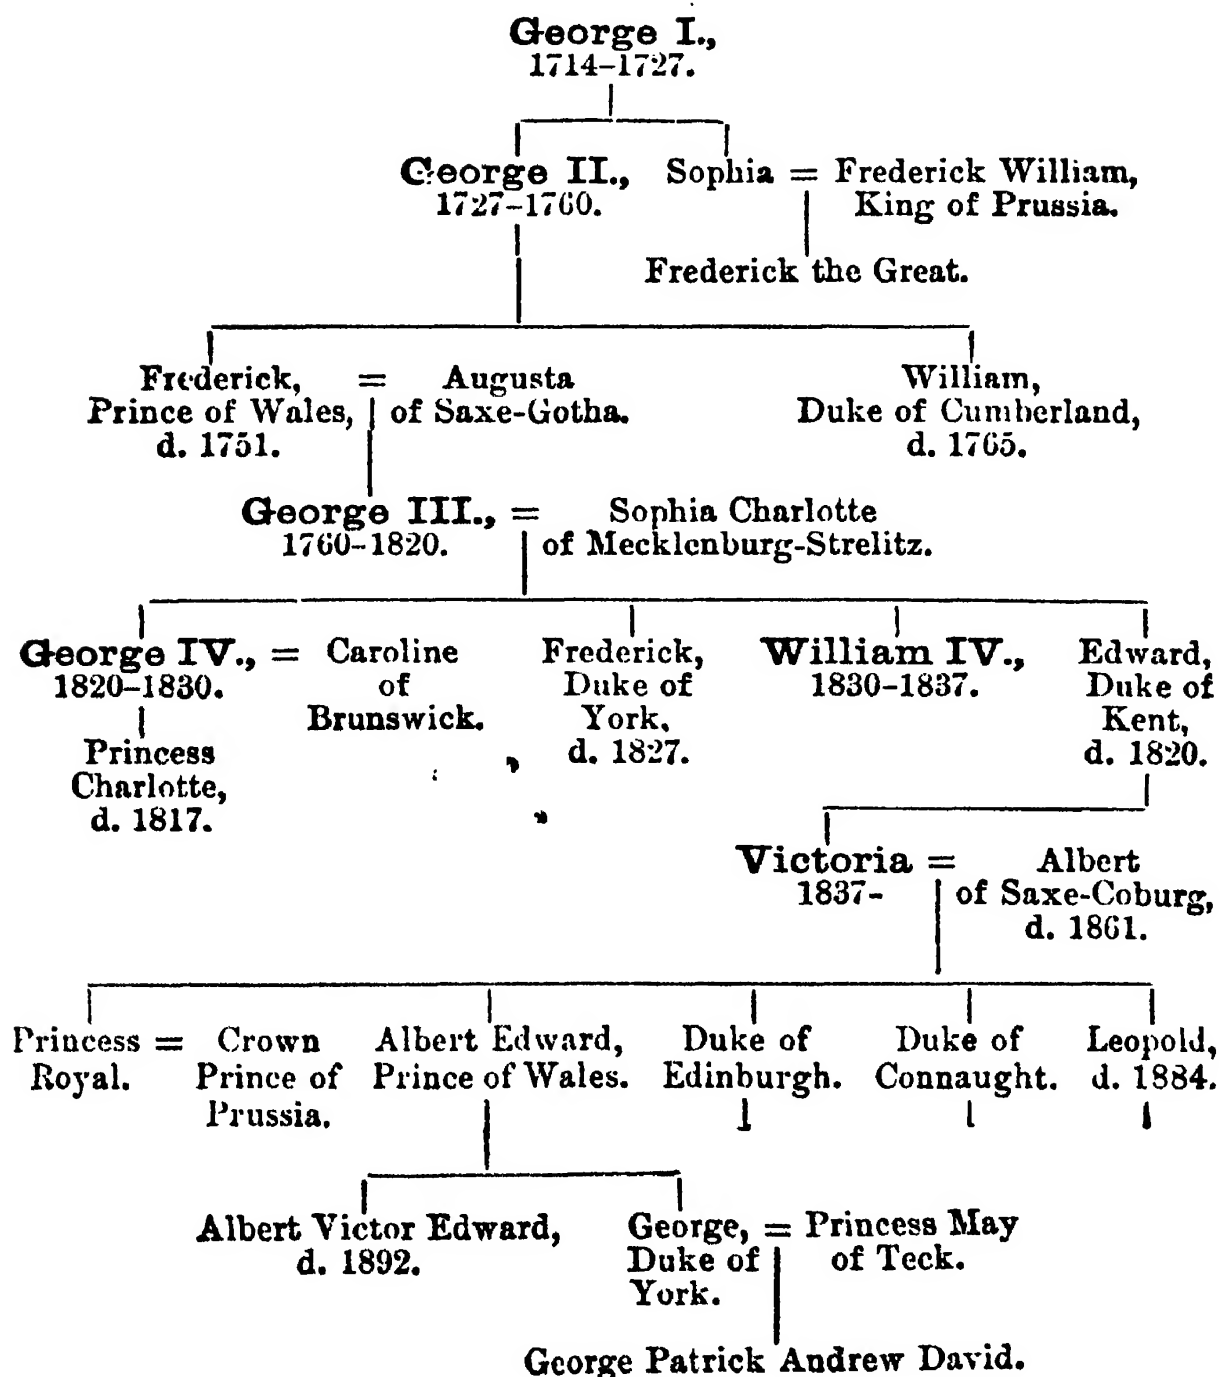 George I.,
1714-1727.
George II., Sophia = Frederick William,
1727-1760. King of Prussia.
Frederick the Great.
Frederick, = Augusta William,
Prince of Wales, of Saxe-Gotha. Duke of Cumberland,
d. 1751. d. 1765.
George III., = Sophia Charlotte
1760-1820. of Mecklenburg-Strelitz.
George IV., = Caroline Frederick, William IV., Edward,
1820-1830. of Duke of 1830-1837. Duke of
Brunswick. York, Kent,
Princess d. 1827. d. 1820.
Charlotte,
d. 1817.
Victoria = Albert
1837- of Saxe-Coburg,
d. 1861.
Princess = Crown Albert Edward, Duke of Duke of Leopold,
Royal. Prince of Prince of Wales. Edinburgh. Connaught. d. 1884.
Prussia.
Albert Victor Edward, George, = Princess May
d. 1892. Duke of of Teck.
York.
George Patrick Andrew David.